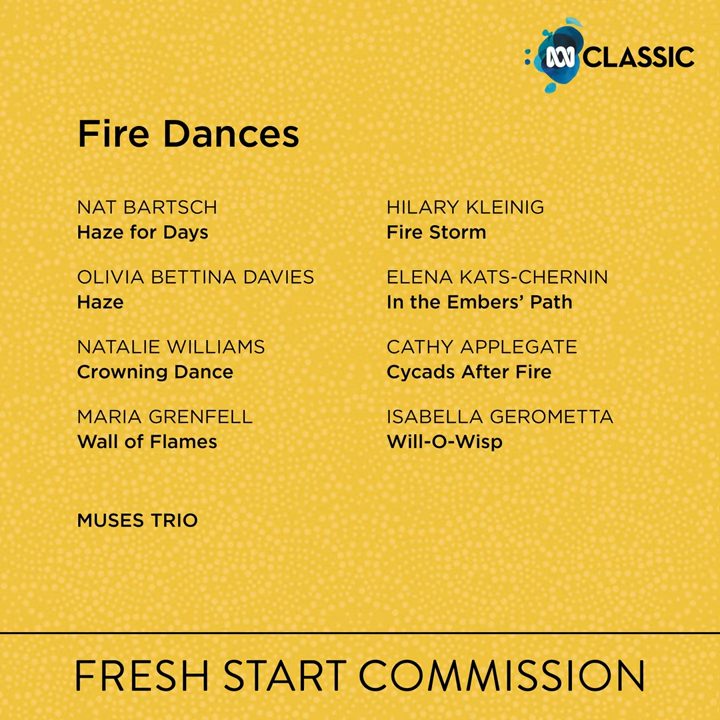 ABC CLASSIC
Fire Dances
NAT BARTSCH
Haze for Days
OLIVIA BETTINA DAVIES
Haze
NATALIE WILLIAMS
Crowning Dance
MARIA GRENFELL
Wall of Flames
HILARY KLEINIG
Fire Storm
ELENA KATS-CHERNIN
In the Embers’ Path
CATHY APPLEGATE
Cycads After Fire
ISABELLA GEROMETTA
Will-O-Wisp
MUSES TRIO
FRESH START COMMISSION